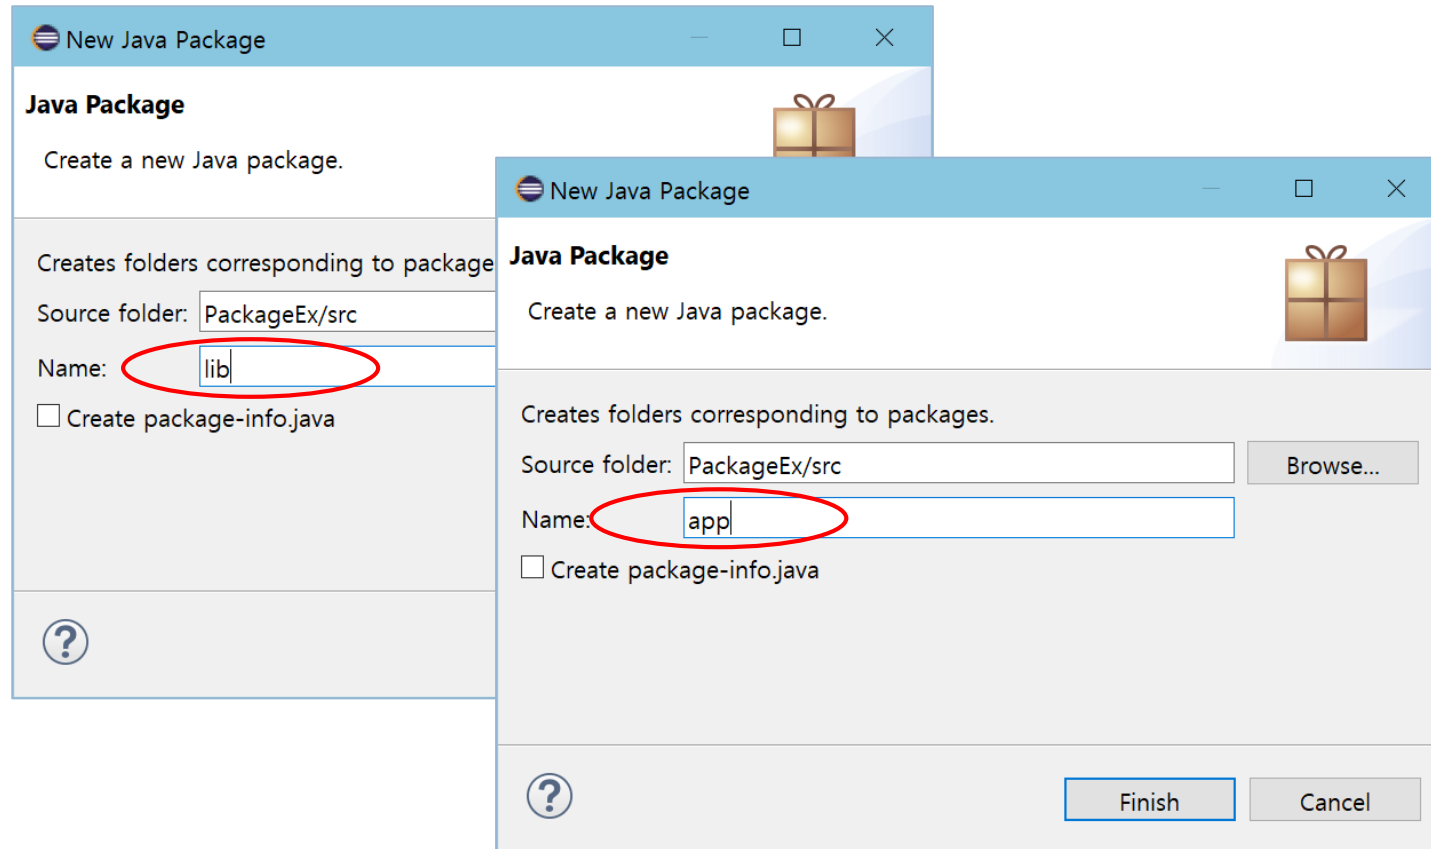 New Java Package
Java Package
Create a new Java package.
Creates folders corresponding to package
Source folder: PackageEx/src
Name: lib
Create package-info.java
?
New Java Package
Java Package
Create a new Java package.
Creates folders corresponding to packages.
Source folder: PackageEx/src Browse...
Name: app
Create package-info.java
? Finish Cancel